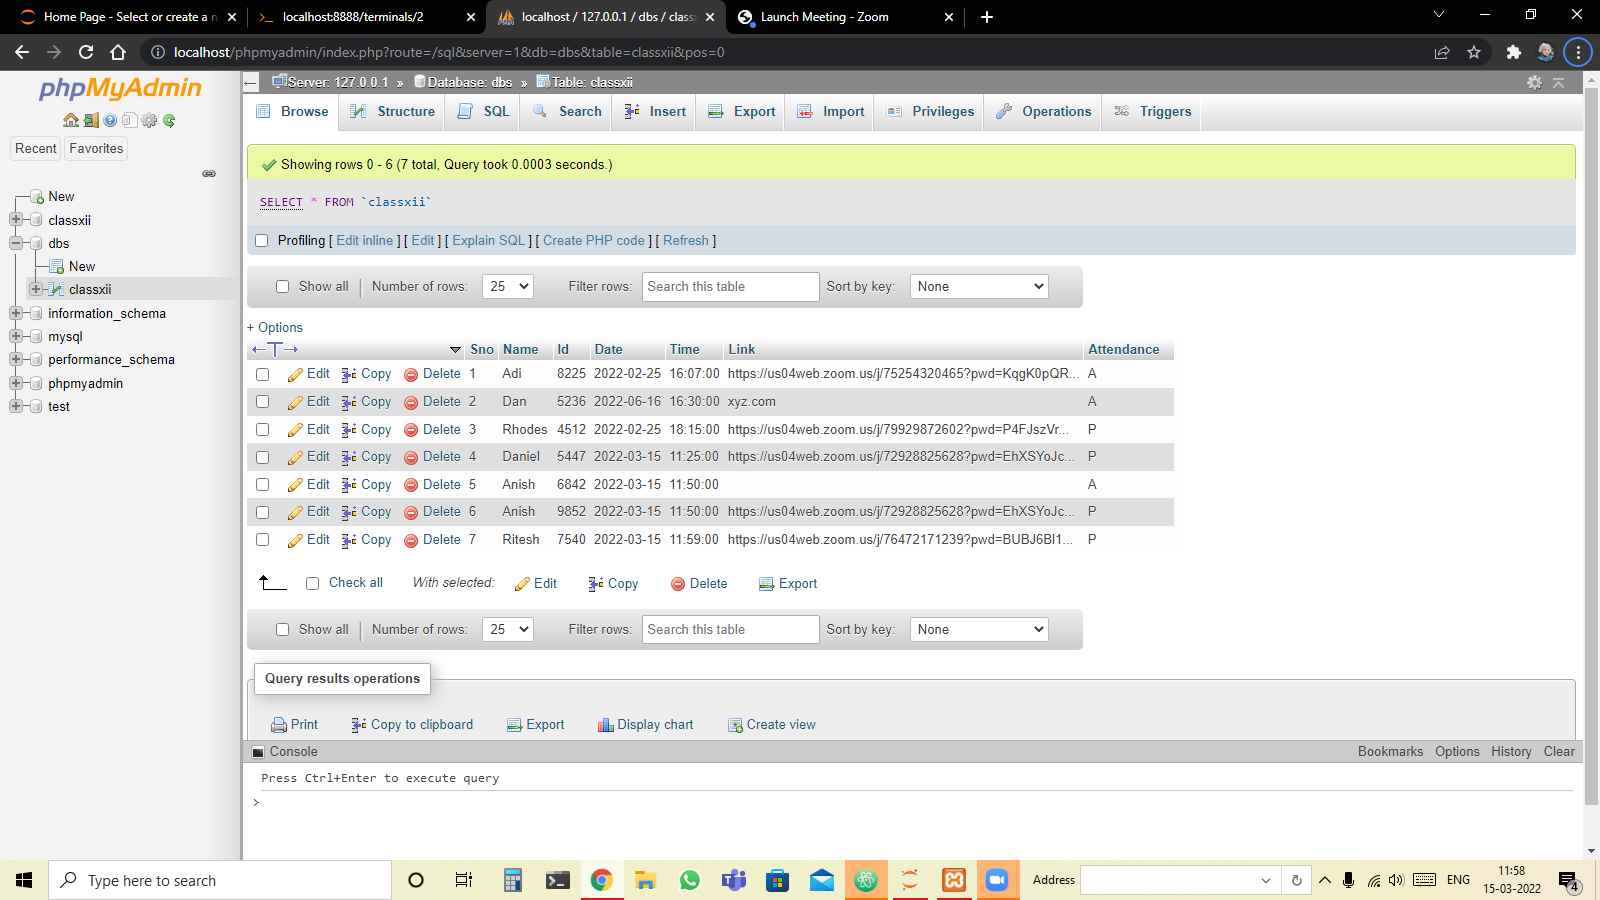 Home Page - Select or create a n
localhost:8888/terminals/2
localhost / 127.0.0.1 / dbs / class
Launch Meeting - Zoom
localhost/phpmyadmin/index.php?route=/sql&server=1&db=dbs&table=classxii&pos=0
phpMyAdmin
Recent Favorites
New
classxii
dbs
New
classxii
information_schema
mysql
performance_schema
phpmyadmin
test
Server: 127.0.0.1 » Database: dbs » Table: classxii
Browse Structure SQL Search Insert Export Import Privileges Operations Triggers
Showing rows 0 - 6 (7 total, Query took 0.0003 seconds.)
SELECT * FROM `classxii`
Profiling [ Edit inline ] [ Edit ] [ Explain SQL ] [ Create PHP code ] [ Refresh ]
Show all Number of rows: 25 Filter rows: Search this table Sort by key: None
+ Options
←T→ Sno Name Id Date Time Link Attendance
Edit Copy Delete 1 Adi 8225 2022-02-25 16:07:00 https://us04web.zoom.us/j/75254320465?pwd=KqgK0pQR... A
Edit Copy Delete 2 Dan 5236 2022-06-16 16:30:00 xyz.com A
Edit Copy Delete 3 Rhodes 4512 2022-02-25 18:15:00 https://us04web.zoom.us/j/79929872602?pwd=P4FJszVr... P
Edit Copy Delete 4 Daniel 5447 2022-03-15 11:25:00 https://us04web.zoom.us/j/72928825628?pwd=EhXSYoJc... P
Edit Copy Delete 5 Anish 6842 2022-03-15 11:50:00 A
Edit Copy Delete 6 Anish 9852 2022-03-15 11:50:00 https://us04web.zoom.us/j/72928825628?pwd=EhXSYoJc... P
Edit Copy Delete 7 Ritesh 7540 2022-03-15 11:59:00 https://us04web.zoom.us/j/76472171239?pwd=BUBJ6BI1... P
Check all With selected: Edit Copy Delete Export
Show all Number of rows: 25 Filter rows: Search this table Sort by key: None
Query results operations
Print Copy to clipboard Export Display chart Create view
Console Bookmarks Options History Clear
Press Ctrl+Enter to execute query
>
Type here to search
Address
ENG
11:58
15-03-2022
4